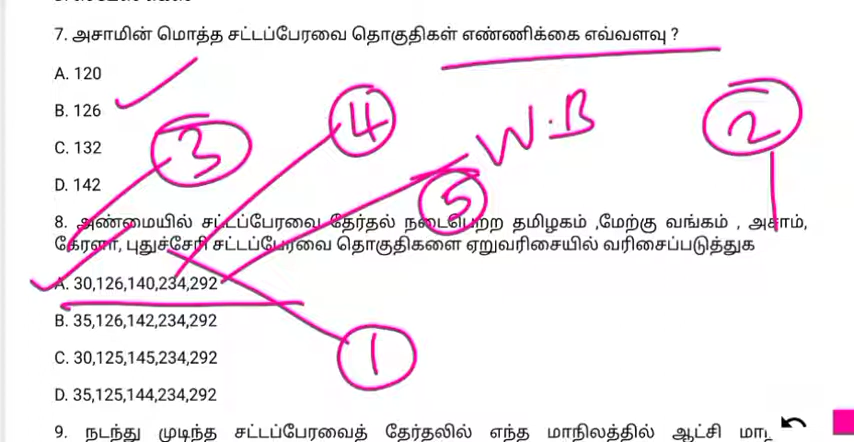 7. அசாமின் மொத்த சட்டப்பேரவை தொகுதிகள் எண்ணிக்கை எவ்வளவு ?
A. 120
B. 126
C. 132
D. 142
3
4
W.B
2
5
8. அண்மையில் சட்டப்பேரவை தேர்தல் நடைபெற்ற தமிழகம் ,மேற்கு வங்கம் , அசாம்,
கேரளா, புதுச்சேரி சட்டப்பேரவை தொகுதிகளை ஏறுவரிசையில் வரிசைப்படுத்துக
A. 30,126,140,234,292
B. 35,126,142,234,292
C. 30,125,145,234,292
D. 35,125,144,234,292
1
9. நடந்து முடிந்த சட்டப்பேரவைத் தேர்தலில் எந்த மாநிலத்தில் ஆட்சி